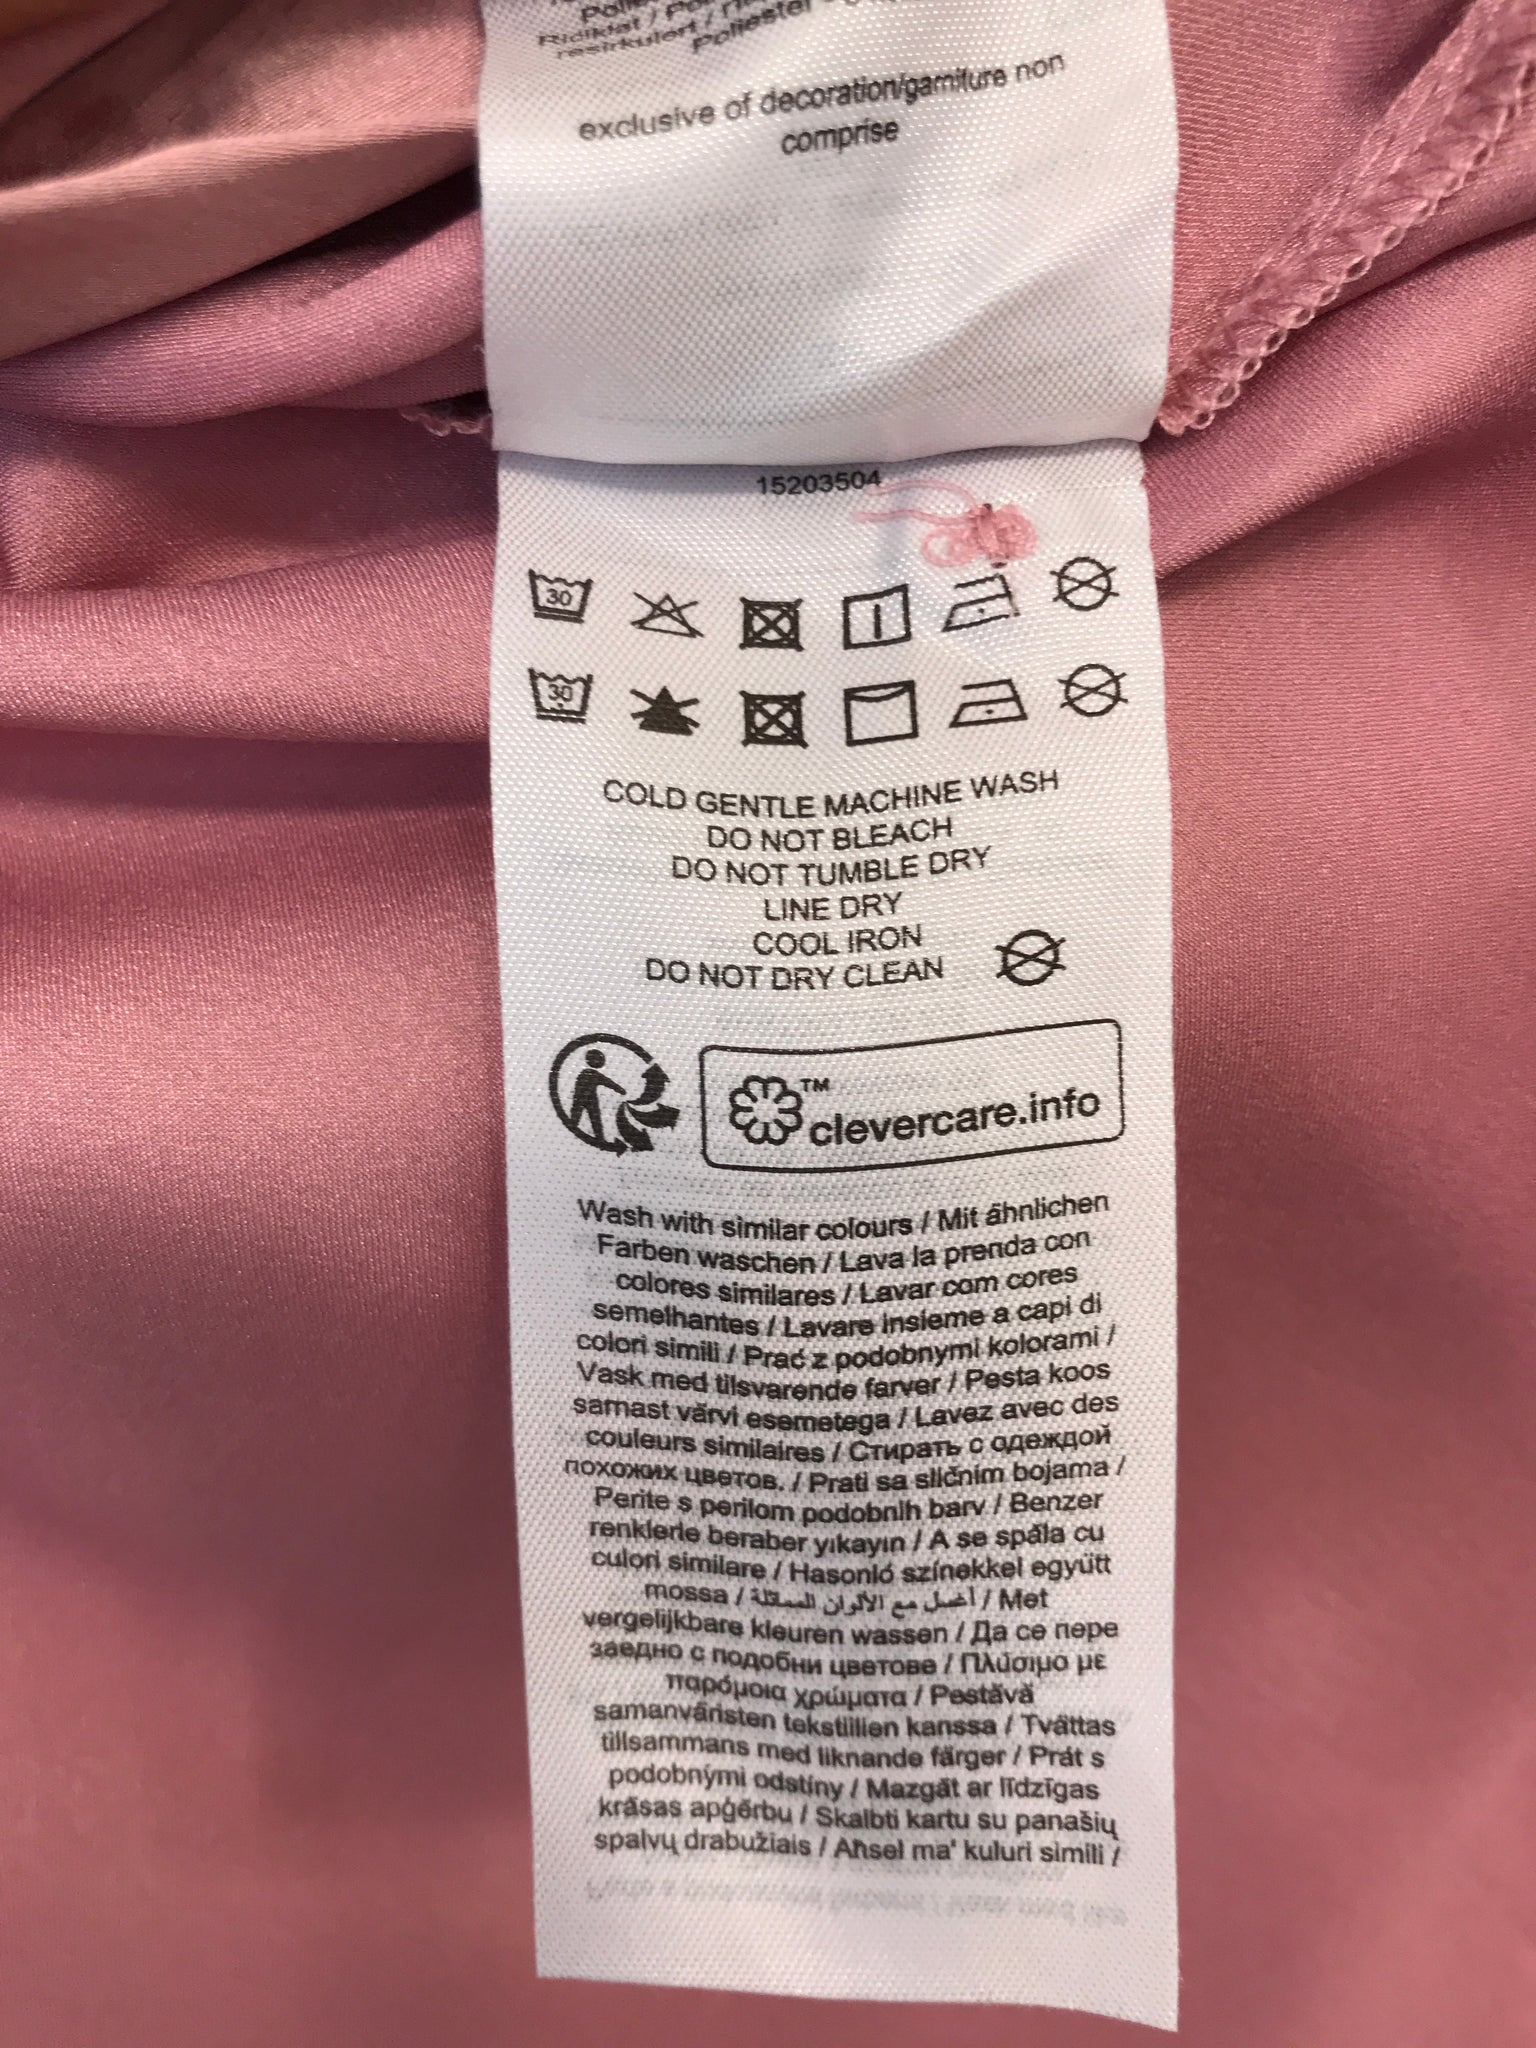 exclusive of decoration/garniture non
comprise
15203504
30
30
COLD GENTLE MACHINE WASH
DO NOT BLEACH
DO NOT TUMBLE DRY
LINE DRY
COOL IRON
DO NOT DRY CLEAN
™
clevercare.info
Wash with similar colours / Mit ähnlichen
Farben waschen / Lava la prenda con
colores similares / Lavar com cores
semelhantes / Lavare insieme a capi di
colori simili / Prać z podobnymi kolorami /
Vask med tilsvarende farver / Pesta koos
sarnast värvi esemetega / Lavez avec des
couleurs similaires / Стирать с одеждой
похожих цветов. / Prati sa sličnim bojama /
Perite s perilom podobnih barv / Benzer
renklerle beraber yıkayın / A se spăla cu
culori similare / Hasonló színekkel együtt
mossa / أغسل مع الألوان المماثلة / Met
vergelijkbare kleuren wassen / Да се пере
заедно с подобни цветове / Πλύσιμο με
παρόμοια χρώματα / Pestävä
samanväristen tekstiilien kanssa / Tvättas
tillsammans med liknande färger / Prát s
podobnými odstíny / Mazgāt ar līdzīgas
krāsas apģērbu / Skalbti kartu su panašių
spalvų drabužiais / Aħsel ma' kuluri simili /